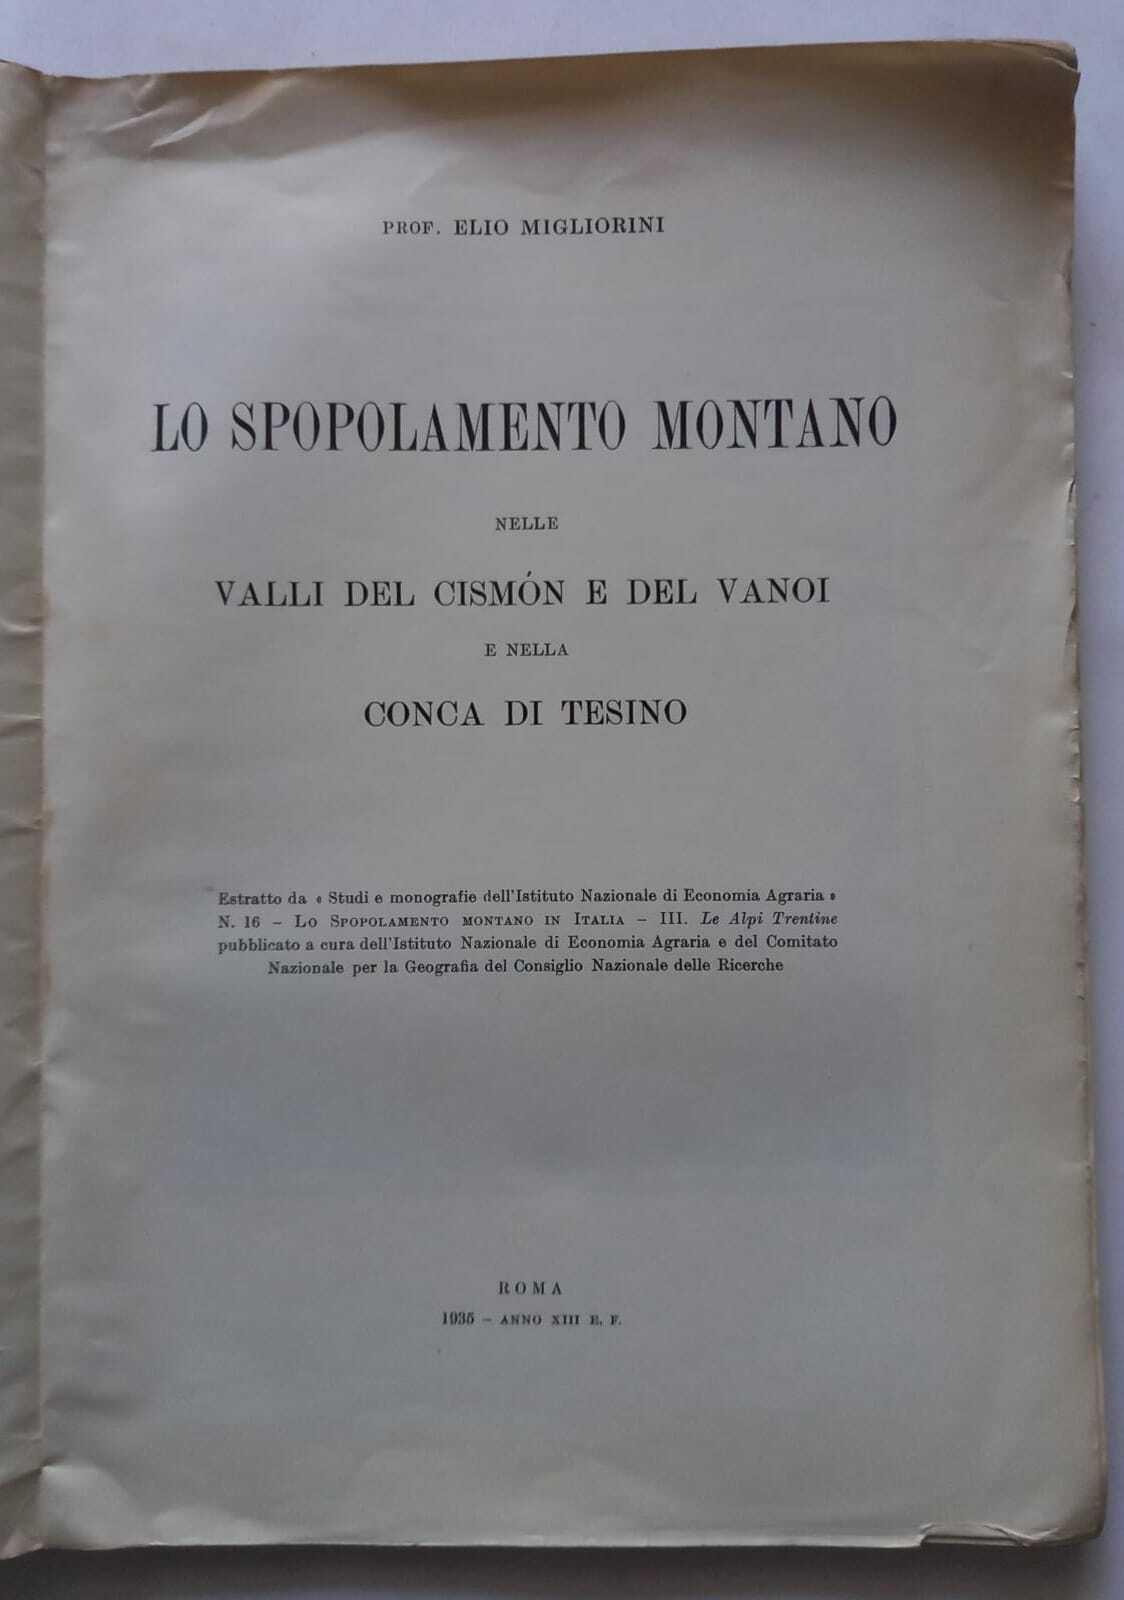 PROF. ELIO MIGLIORINI
LO SPOPOLAMENTO MONTANO
NELLE
VALLI DEL CISMÓN E DEL VANOI
E NELLA
CONCA DI TESINO
Estratto da « Studi e monografie dell'Istituto Nazionale di Economia Agraria »
N. 16 – LO SPOPOLAMENTO MONTANO IN ITALIA – III. Le Alpi Trentine
pubblicato a cura dell'Istituto Nazionale di Economia Agraria e del Comitato
Nazionale per la Geografia del Consiglio Nazionale delle Ricerche
ROMA
1935 – ANNO XIII E. F.